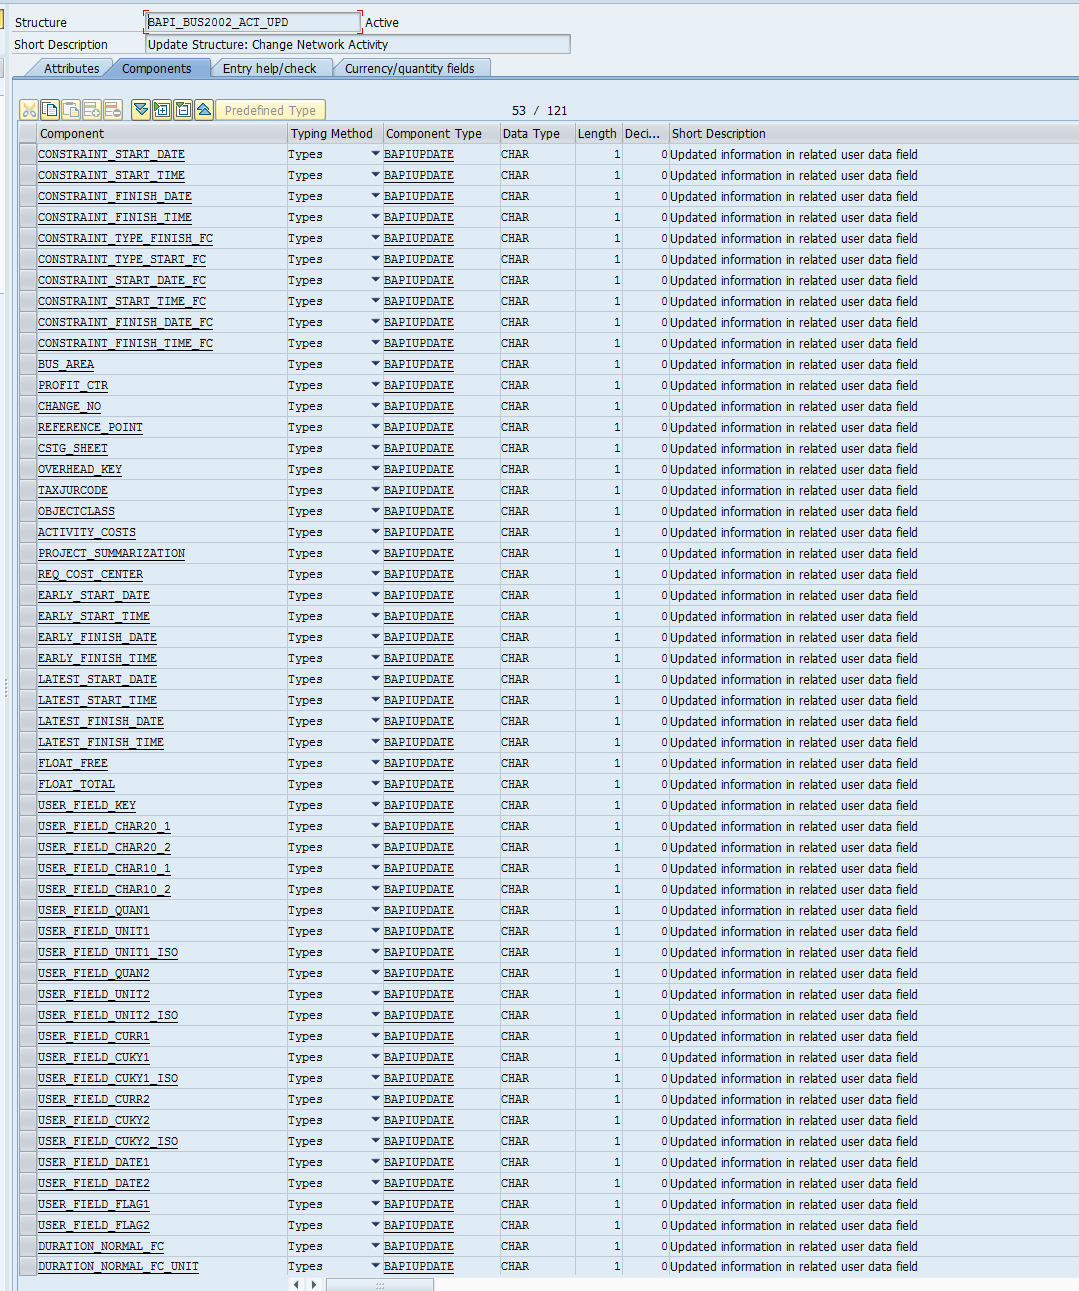 Structure BAPI_BUS2002_ACT_UPD Active
Short Description Update Structure: Change Network Activity
Attributes Components Entry help/check Currency/quantity fields
Predefined Type 53 / 121
Component Typing Method Component Type Data Type Length Deci... Short Description
CONSTRAINT_START_DATE Types BAPIUPDATE CHAR 1 0 Updated information in related user data field
CONSTRAINT_START_TIME Types BAPIUPDATE CHAR 1 0 Updated information in related user data field
CONSTRAINT_FINISH_DATE Types BAPIUPDATE CHAR 1 0 Updated information in related user data field
CONSTRAINT_FINISH_TIME Types BAPIUPDATE CHAR 1 0 Updated information in related user data field
CONSTRAINT_TYPE_FINISH_FC Types BAPIUPDATE CHAR 1 0 Updated information in related user data field
CONSTRAINT_TYPE_START_FC Types BAPIUPDATE CHAR 1 0 Updated information in related user data field
CONSTRAINT_START_DATE_FC Types BAPIUPDATE CHAR 1 0 Updated information in related user data field
CONSTRAINT_START_TIME_FC Types BAPIUPDATE CHAR 1 0 Updated information in related user data field
CONSTRAINT_FINISH_DATE_FC Types BAPIUPDATE CHAR 1 0 Updated information in related user data field
CONSTRAINT_FINISH_TIME_FC Types BAPIUPDATE CHAR 1 0 Updated information in related user data field
BUS_AREA Types BAPIUPDATE CHAR 1 0 Updated information in related user data field
PROFIT_CTR Types BAPIUPDATE CHAR 1 0 Updated information in related user data field
CHANGE_NO Types BAPIUPDATE CHAR 1 0 Updated information in related user data field
REFERENCE_POINT Types BAPIUPDATE CHAR 1 0 Updated information in related user data field
CSTG_SHEET Types BAPIUPDATE CHAR 1 0 Updated information in related user data field
OVERHEAD_KEY Types BAPIUPDATE CHAR 1 0 Updated information in related user data field
TAXJURCODE Types BAPIUPDATE CHAR 1 0 Updated information in related user data field
OBJECTCLASS Types BAPIUPDATE CHAR 1 0 Updated information in related user data field
ACTIVITY_COSTS Types BAPIUPDATE CHAR 1 0 Updated information in related user data field
PROJECT_SUMMARIZATION Types BAPIUPDATE CHAR 1 0 Updated information in related user data field
REQ_COST_CENTER Types BAPIUPDATE CHAR 1 0 Updated information in related user data field
EARLY_START_DATE Types BAPIUPDATE CHAR 1 0 Updated information in related user data field
EARLY_START_TIME Types BAPIUPDATE CHAR 1 0 Updated information in related user data field
EARLY_FINISH_DATE Types BAPIUPDATE CHAR 1 0 Updated information in related user data field
EARLY_FINISH_TIME Types BAPIUPDATE CHAR 1 0 Updated information in related user data field
LATEST_START_DATE Types BAPIUPDATE CHAR 1 0 Updated information in related user data field
LATEST_START_TIME Types BAPIUPDATE CHAR 1 0 Updated information in related user data field
LATEST_FINISH_DATE Types BAPIUPDATE CHAR 1 0 Updated information in related user data field
LATEST_FINISH_TIME Types BAPIUPDATE CHAR 1 0 Updated information in related user data field
FLOAT_FREE Types BAPIUPDATE CHAR 1 0 Updated information in related user data field
FLOAT_TOTAL Types BAPIUPDATE CHAR 1 0 Updated information in related user data field
USER_FIELD_KEY Types BAPIUPDATE CHAR 1 0 Updated information in related user data field
USER_FIELD_CHAR20_1 Types BAPIUPDATE CHAR 1 0 Updated information in related user data field
USER_FIELD_CHAR20_2 Types BAPIUPDATE CHAR 1 0 Updated information in related user data field
USER_FIELD_CHAR10_1 Types BAPIUPDATE CHAR 1 0 Updated information in related user data field
USER_FIELD_CHAR10_2 Types BAPIUPDATE CHAR 1 0 Updated information in related user data field
USER_FIELD_QUAN1 Types BAPIUPDATE CHAR 1 0 Updated information in related user data field
USER_FIELD_UNIT1 Types BAPIUPDATE CHAR 1 0 Updated information in related user data field
USER_FIELD_UNIT1_ISO Types BAPIUPDATE CHAR 1 0 Updated information in related user data field
USER_FIELD_QUAN2 Types BAPIUPDATE CHAR 1 0 Updated information in related user data field
USER_FIELD_UNIT2 Types BAPIUPDATE CHAR 1 0 Updated information in related user data field
USER_FIELD_UNIT2_ISO Types BAPIUPDATE CHAR 1 0 Updated information in related user data field
USER_FIELD_CURR1 Types BAPIUPDATE CHAR 1 0 Updated information in related user data field
USER_FIELD_CUKY1 Types BAPIUPDATE CHAR 1 0 Updated information in related user data field
USER_FIELD_CUKY1_ISO Types BAPIUPDATE CHAR 1 0 Updated information in related user data field
USER_FIELD_CURR2 Types BAPIUPDATE CHAR 1 0 Updated information in related user data field
USER_FIELD_CUKY2 Types BAPIUPDATE CHAR 1 0 Updated information in related user data field
USER_FIELD_CUKY2_ISO Types BAPIUPDATE CHAR 1 0 Updated information in related user data field
USER_FIELD_DATE1 Types BAPIUPDATE CHAR 1 0 Updated information in related user data field
USER_FIELD_DATE2 Types BAPIUPDATE CHAR 1 0 Updated information in related user data field
USER_FIELD_FLAG1 Types BAPIUPDATE CHAR 1 0 Updated information in related user data field
USER_FIELD_FLAG2 Types BAPIUPDATE CHAR 1 0 Updated information in related user data field
DURATION_NORMAL_FC Types BAPIUPDATE CHAR 1 0 Updated information in related user data field
DURATION_NORMAL_FC_UNIT Types BAPIUPDATE CHAR 1 0 Updated information in related user data field